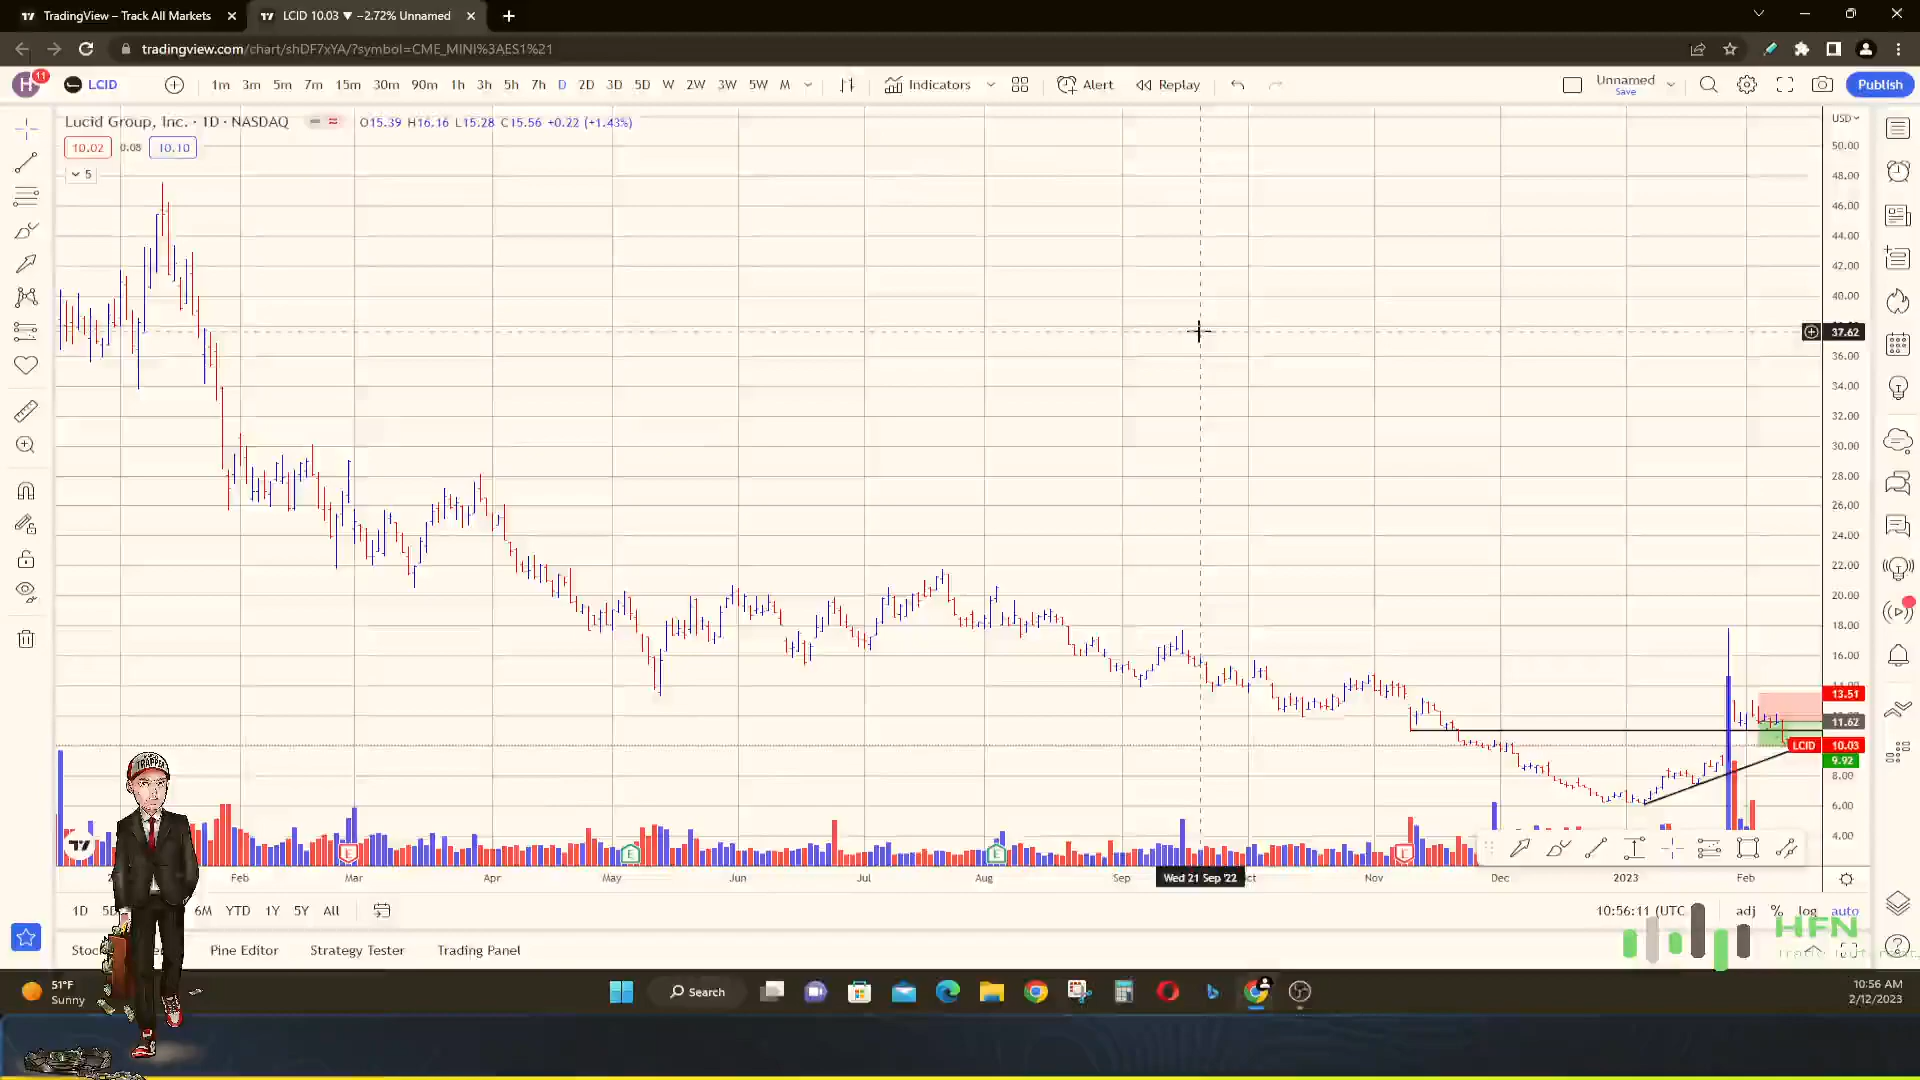 TradingView – Track All Markets
LCID 10.03 ▼ −2.72% Unnamed
tradingview.com/chart/shDF7xYA/?symbol=CME_MINI%3AES1%21
H 11 LCID 1m 3m 5m 7m 15m 30m 90m 1h 3h 5h 7h D 2D 3D 5D W 2W 3W 5W M Indicators Alert Replay Unnamed Publish
Save
Lucid Group, Inc. · 1D · NASDAQ O15.39 H16.16 L15.28 C15.56 +0.22 (+1.43%)
USD
10.02 0.08 10.10
5
50.00
48.00
46.00
44.00
42.00
40.00
37.62
36.00
34.00
32.00
30.00
28.00
26.00
24.00
22.00
20.00
18.00
16.00
13.51
11.62
LCID 10.03
9.92
8.00
6.00
4.00
TRAPPER
E E E E
Feb Mar Apr May Jun Jul Aug Sep Wed 21 Sep '22 Nov Dec 2023 Feb
1D 6M YTD 1Y 5Y All 10:56:11 (UTC adj % log auto
HFN
Pine Editor Strategy Tester Trading Panel
51°F
Sunny
Search
10:56 AM
2/12/2023